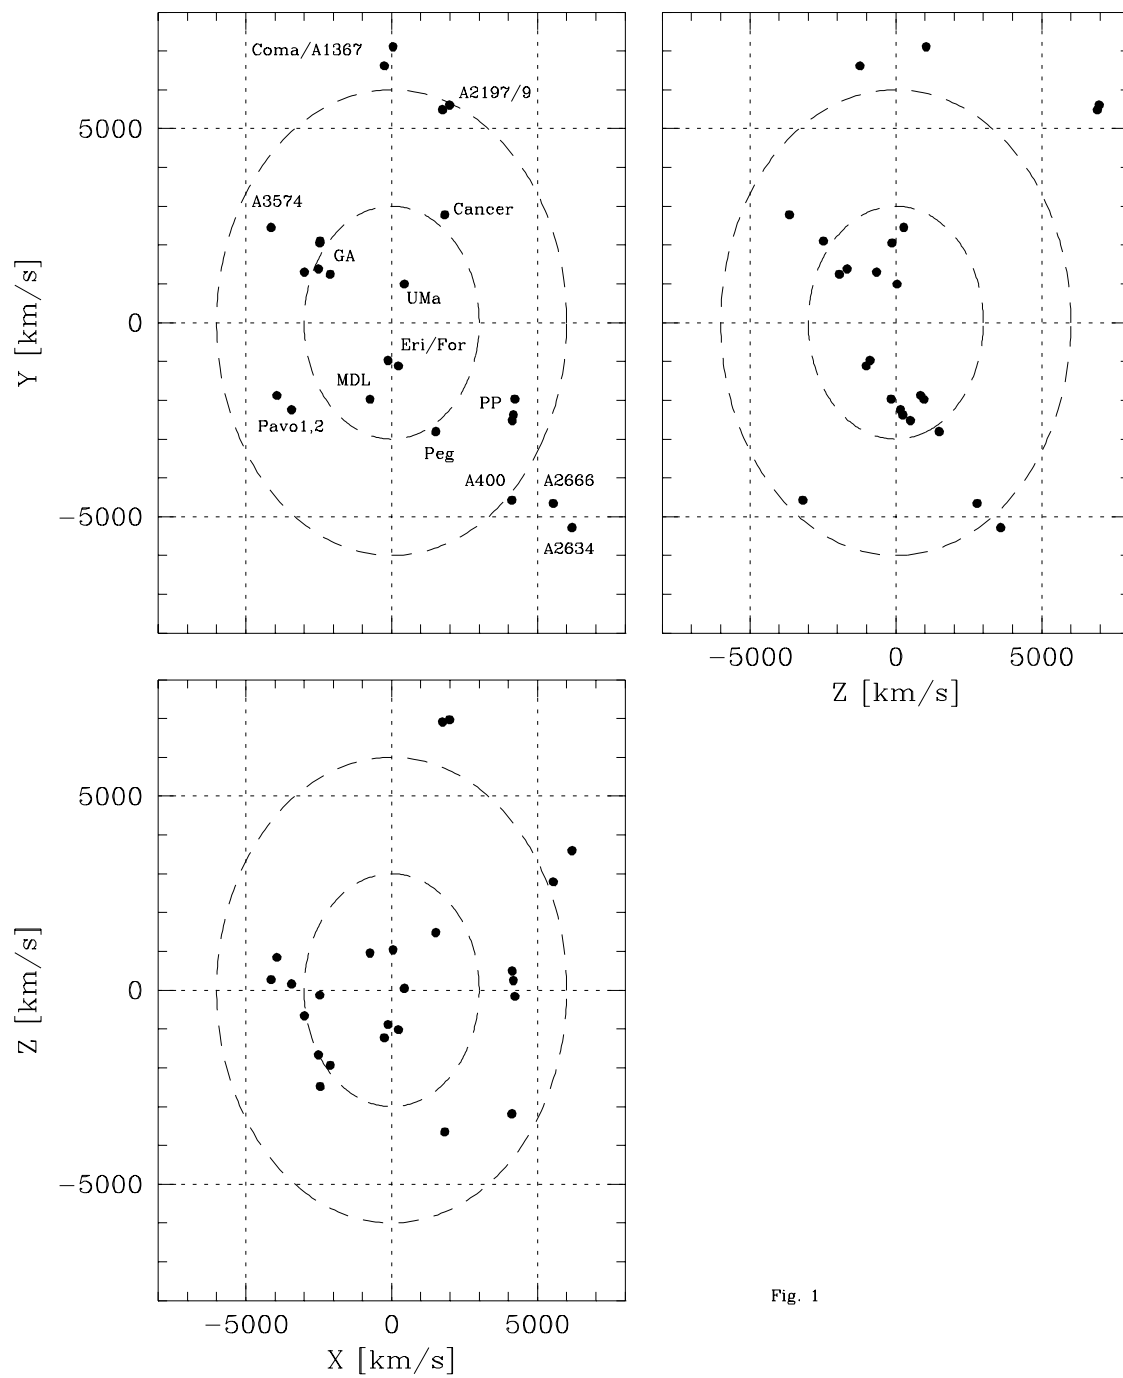 Coma/A1367
A2197/9
5000
A3574
Cancer
GA
UMa
Y [km/s]
0
Eri/For
MDL
PP
Pavo1,2
Peg
A400
A2666
−5000
A2634
−5000
0
5000
Z [km/s]
5000
Z [km/s]
0
−5000
Fig. 1
−5000
0
5000
X [km/s]